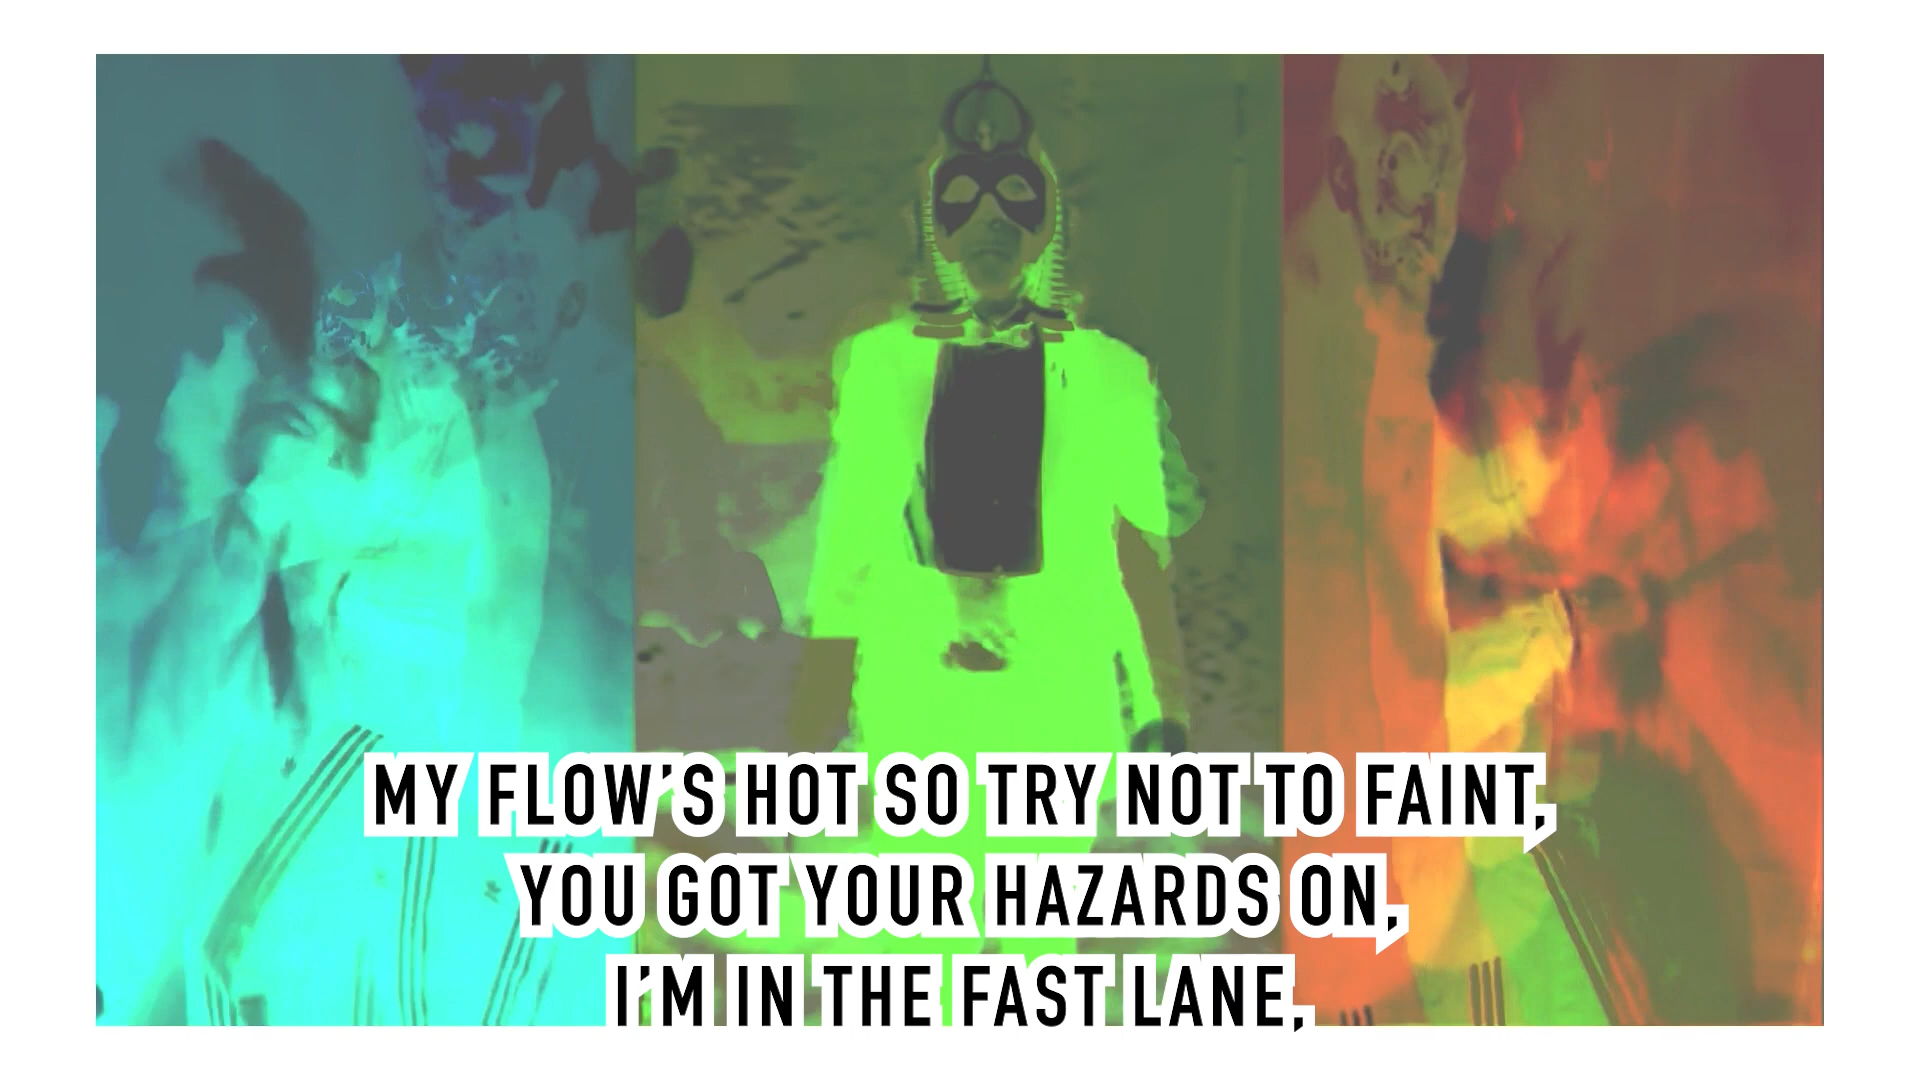 MY FLOW'S HOT SO TRY NOT TO FAINT,
YOU GOT YOUR HAZARDS ON,
I'M IN THE FAST LANE,